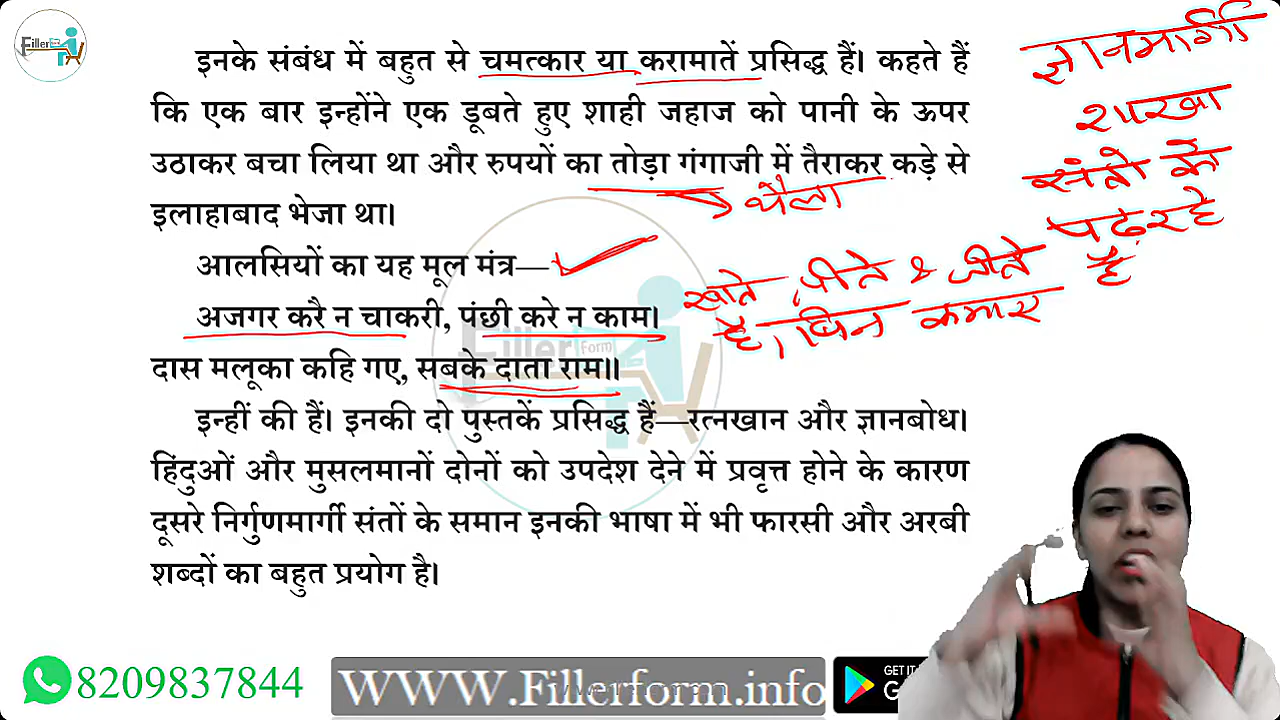 Fillerform
इनके संबंध में बहुत से चमत्कार या करामातें प्रसिद्ध हैं। कहते हैं
कि एक बार इन्होंने एक डूबते हुए शाही जहाज को पानी के ऊपर
उठाकर बचा लिया था और रुपयों का तोड़ा गंगाजी में तैराकर कड़े से
इलाहाबाद भेजा था।
थैला
आलसियों का यह मूल मंत्र—
अजगर करै न चाकरी, पंछी करे न काम।
दास मलूका कहि गए, सबके दाता राम॥
इन्हीं की हैं। इनकी दो पुस्तकें प्रसिद्ध हैं—रत्नखान और ज्ञानबोध।
हिंदुओं और मुसलमानों दोनों को उपदेश देने में प्रवृत्त होने के कारण
दूसरे निर्गुणमार्गी संतों के समान इनकी भाषा में भी फारसी और अरबी
शब्दों का बहुत प्रयोग है।
ज्ञानमार्गी
शाखा
संतो के
पढ़ रहे
है
खाते पीते & जीते
है। बिन कमाए
Filler Form
8209837844
WWW.Fillerform.info
GET IT
G